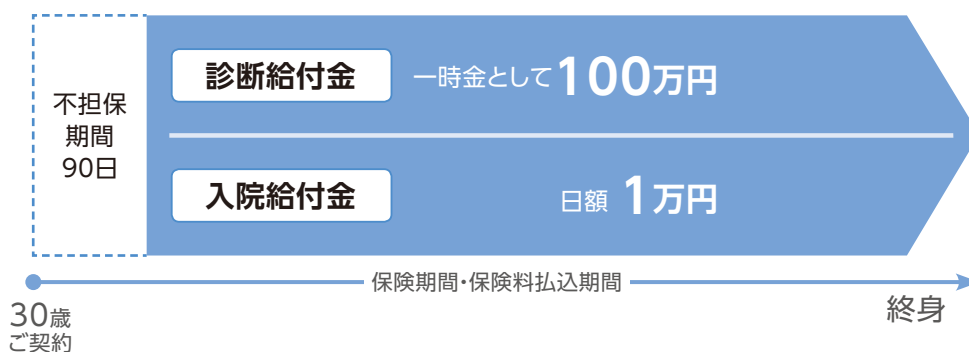 不担保
期間
90日
診断給付金 一時金として100万円
入院給付金 日額 1万円
保険期間・保険料払込期間
30歳
ご契約
終身